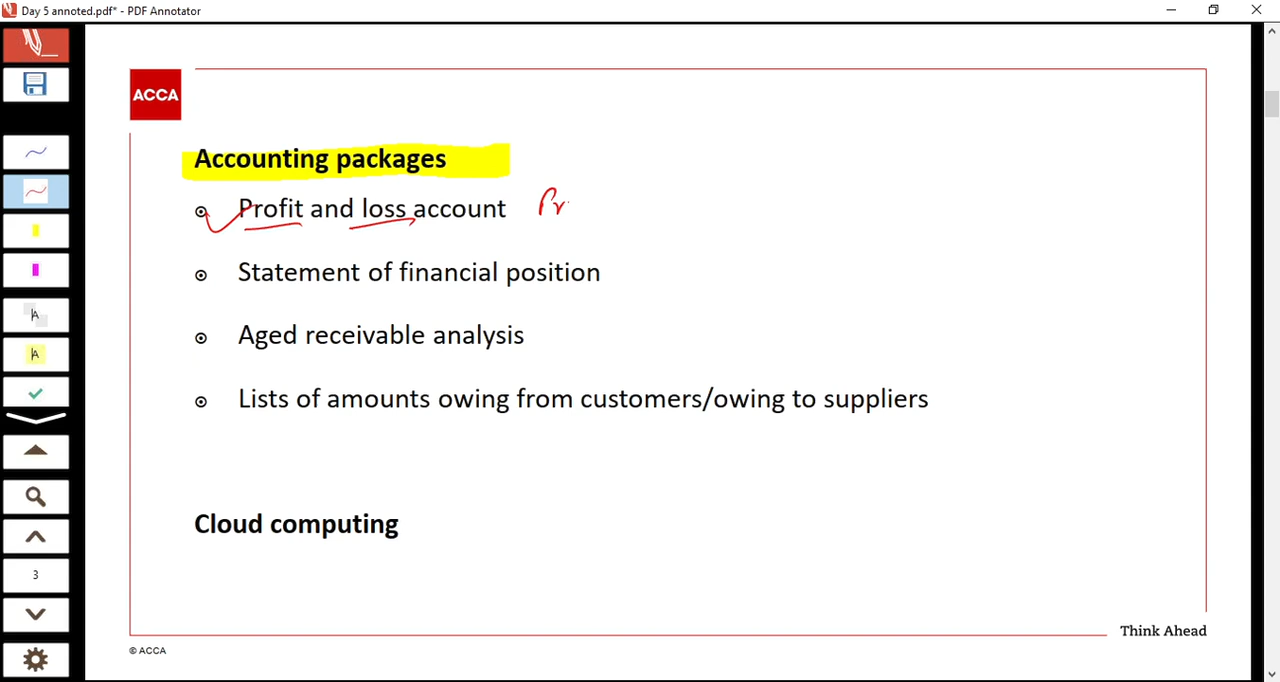 Day 5 annoted.pdf* - PDF Annotator
ACCA
Accounting packages
Profit and loss account Pr
Statement of financial position
Aged receivable analysis
Lists of amounts owing from customers/owing to suppliers
Cloud computing
3
Think Ahead
© ACCA